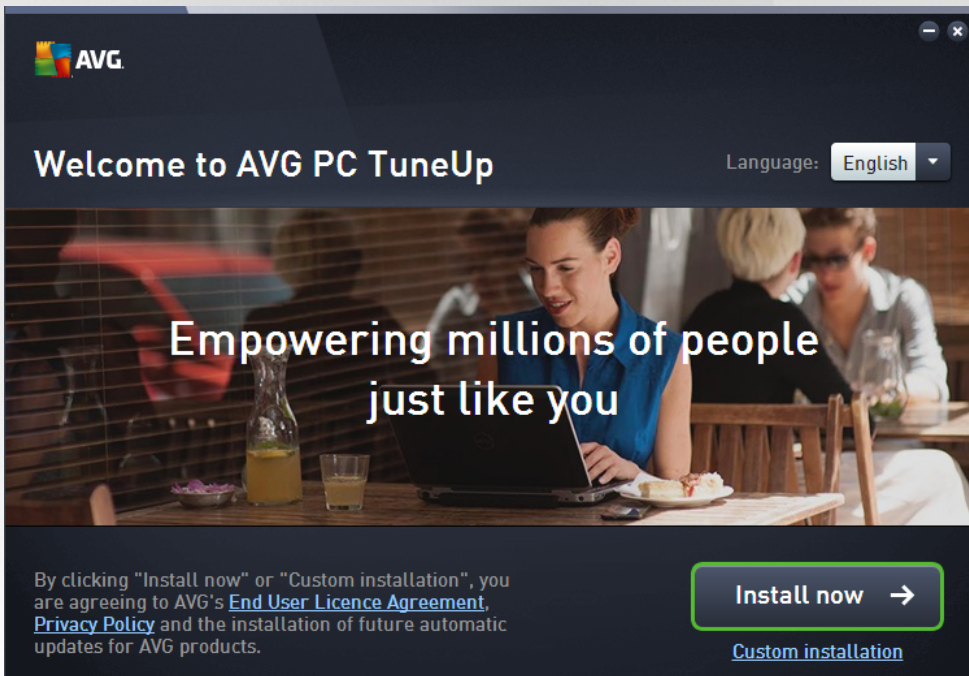 AVG.
Welcome to AVG PC TuneUp
Language: English
Empowering millions of people
just like you
By clicking "Install now" or "Custom installation", you
are agreeing to AVG's End User Licence Agreement,
Privacy Policy and the installation of future automatic
updates for AVG products.
Install now
Custom installation